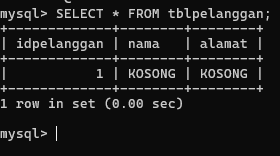 mysql> SELECT * FROM tblpelanggan;
+-------------+--------+--------+
| idpelanggan | nama   | alamat |
+-------------+--------+--------+
|           1 | KOSONG | KOSONG |
+-------------+--------+--------+
1 row in set (0.00 sec)
mysql>